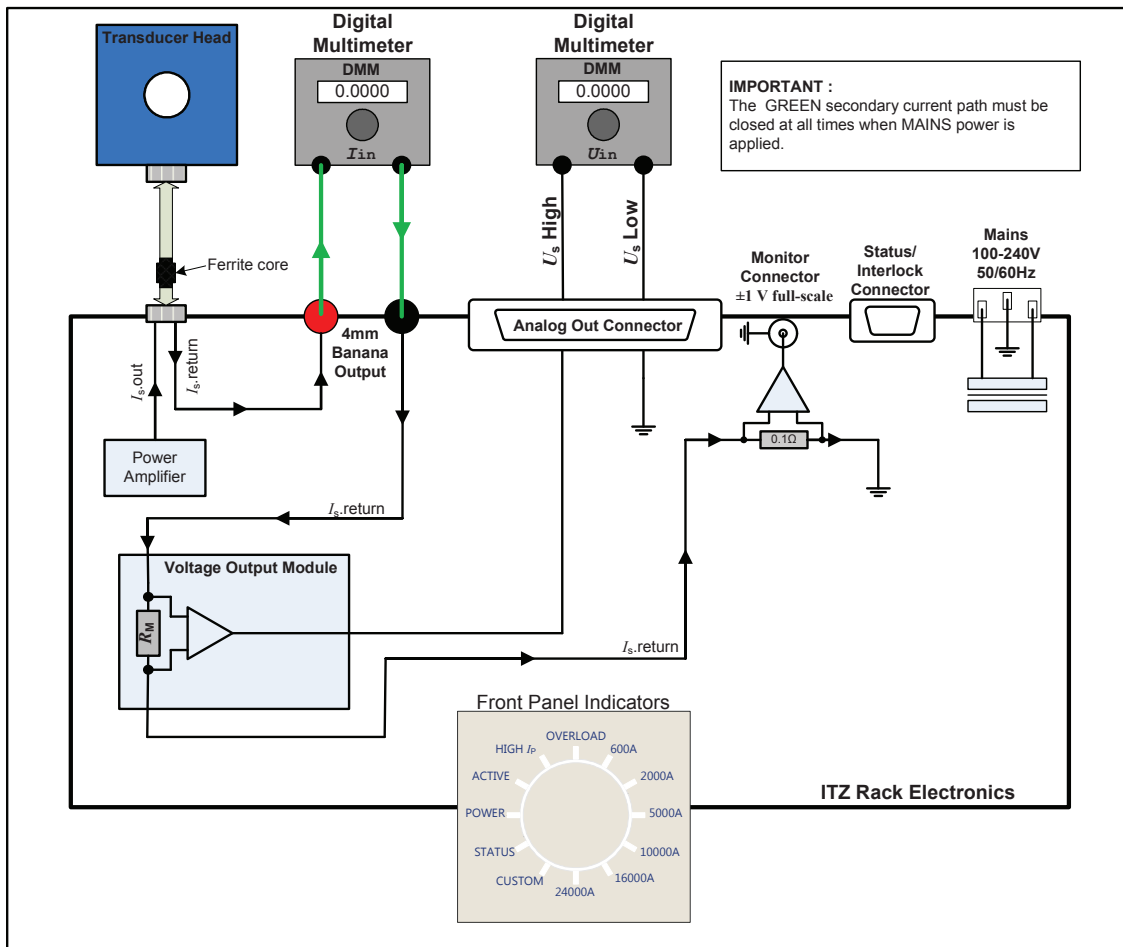 Transducer Head
Digital
Multimeter
DMM
0.0000
Iin
Digital
Multimeter
DMM
0.0000
Uin
IMPORTANT :
The GREEN secondary current path must be
closed at all times when MAINS power is
applied.
Ferrite core
Us High
Us Low
Monitor
Connector
±1 V full-scale
Status/
Interlock
Connector
Mains
100-240V
50/60Hz
4mm
Banana
Output
Analog Out Connector
Is.out
Is.return
Power
Amplifier
0.1Ω
Is.return
Voltage Output Module
RM
Is.return
Front Panel Indicators
OVERLOAD
HIGH IP
600A
ACTIVE
2000A
POWER
5000A
STATUS
10000A
CUSTOM
16000A
24000A
ITZ Rack Electronics